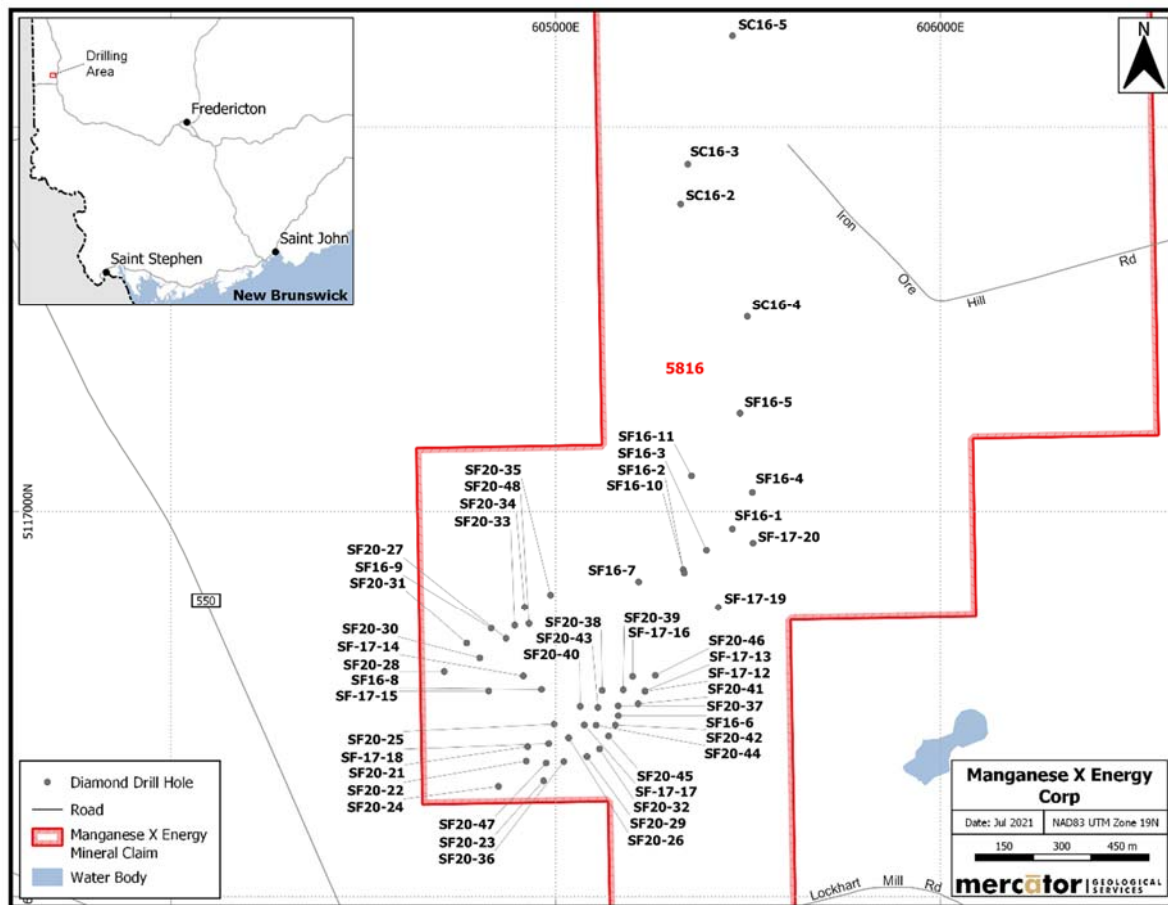 605000E
606000E
N
Drilling
Area
Fredericton
Saint John
Saint Stephen
New Brunswick
SC16-5
SC16-3
SC16-2
Iron
Ore
Hill
Rd
SC16-4
5816
SF16-5
SF16-11
SF16-3
SF16-2
SF16-10
SF16-4
SF16-1
SF-17-20
5117000N
SF20-35
SF20-48
SF20-34
SF20-33
SF20-27
SF16-9
SF20-31
SF16-7
550
SF-17-19
SF20-38
SF20-43
SF20-40
SF20-39
SF-17-16
SF20-30
SF-17-14
SF20-28
SF16-8
SF-17-15
SF20-46
SF-17-13
SF-17-12
SF20-41
SF20-37
SF16-6
SF20-42
SF20-44
SF20-25
SF-17-18
SF20-21
SF20-22
SF20-24
SF20-45
SF-17-17
SF20-32
SF20-29
SF20-26
SF20-47
SF20-23
SF20-36
Diamond Drill Hole
Road
Manganese X Energy
Mineral Claim
Water Body
Manganese X Energy
Corp
Date: Jul 2021
NAD83 UTM Zone 19N
150 300 450 m
mercător GEOLOGICAL
SERVICES
Lockhart Mill Rd